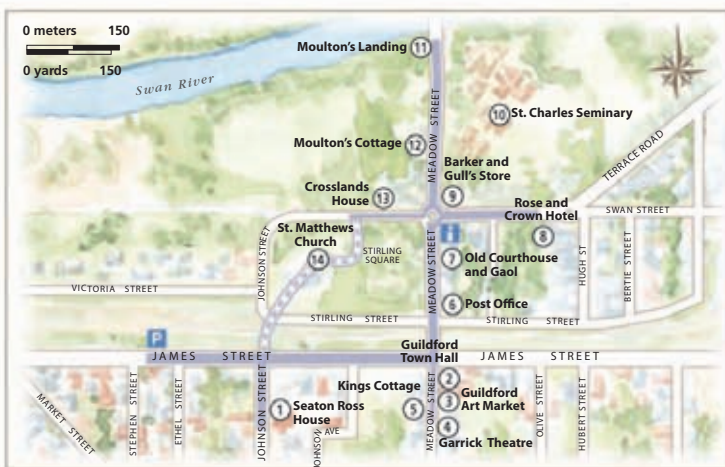 0 meters 150
0 yards 150
Swan River
Moulton's Landing 11
MEADOW STREET
10 St. Charles Seminary
Moulton's Cottage 12
TERRACE ROAD
Barker and
Gull's Store
9
Crosslands
House 13
Rose and
Crown Hotel
8
SWAN STREET
St. Matthews
Church
14
JOHNSON STREET
STIRLING
SQUARE
MEADOW STREET
i
7 Old Courthouse
and Gaol
HUGH ST
BERTIE STREET
VICTORIA STREET
6 Post Office
STIRLING STREET
STIRLING STREET
P
Guildford
Town Hall
JAMES STREET
JAMES STREET
2
Kings Cottage 5
3 Guildford
Art Market
4
Garrick Theatre
1 Seaton Ross
House
MARKET STREET
STEPHEN STREET
ETHEL STREET
JOHNSON STREET
JOHNSON AVE
MEADOW STREET
OLIVE STREET
HUBERT STREET